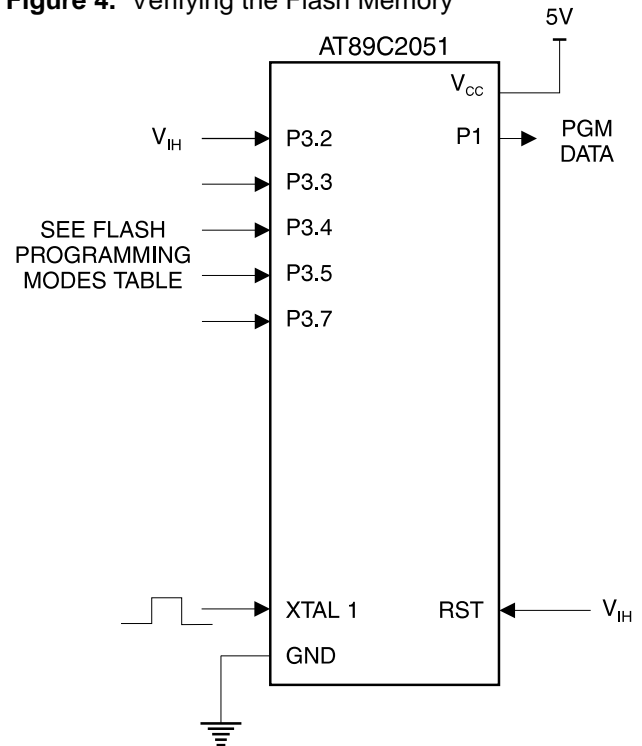 Figure 4. Verifying the Flash Memory
5V
AT89C2051
VCC
VIH
P3.2
P1
PGM
DATA
P3.3
SEE FLASH
PROGRAMMING
MODES TABLE
P3.4
P3.5
P3.7
XTAL 1
RST
VIH
GND